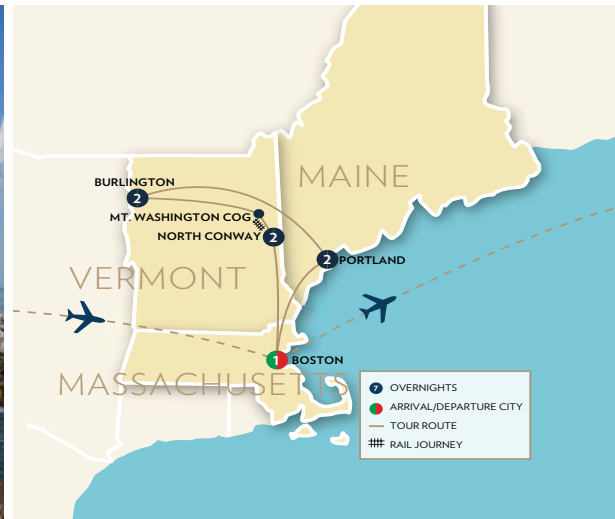 MAINE
BURLINGTON
2
MT. WASHINGTON COG
NORTH CONWAY 2
2 PORTLAND
VERMONT
1 BOSTON
MASSACHUSETTS
7 OVERNIGHTS
ARRIVAL/DEPARTURE CITY
TOUR ROUTE
RAIL JOURNEY